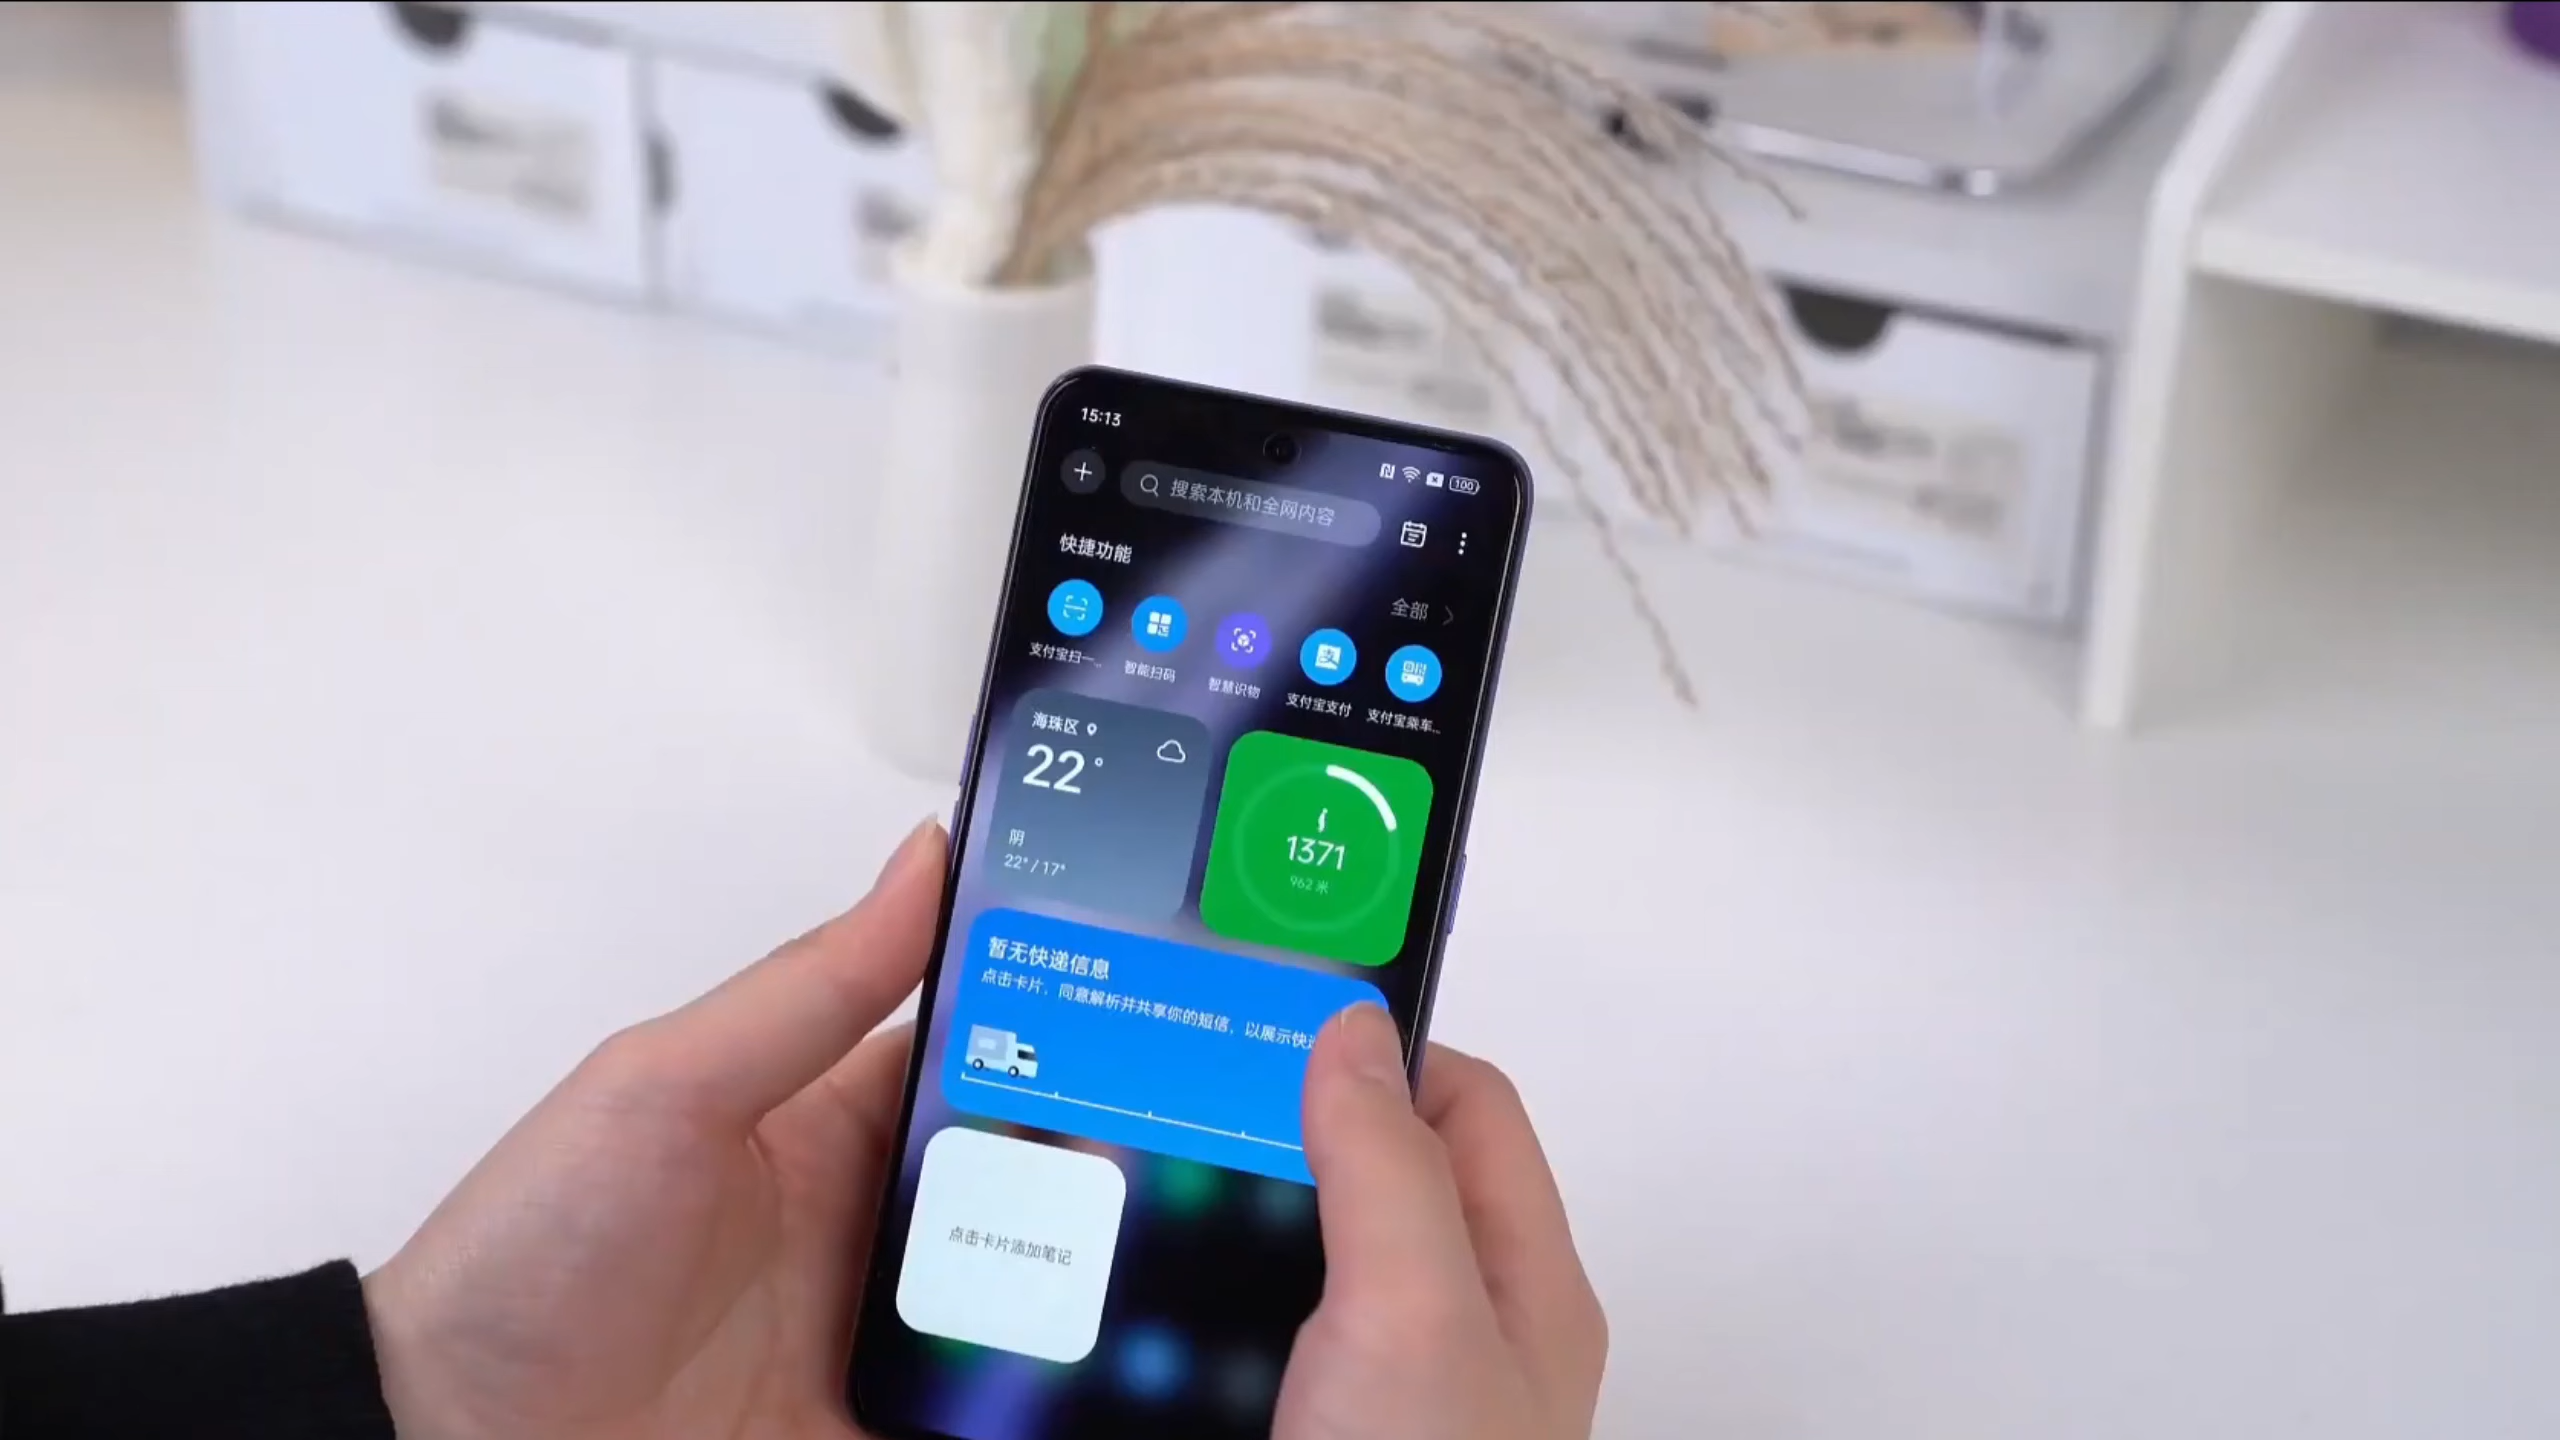 15:13
100
搜索本机和全网内容
快捷功能
全部
支付宝扫一...
智能扫码
智慧识物
支付宝支付
支付宝乘车...
海珠区
22°
阴
22° / 17°
1371
962 米
暂无快递信息
点击卡片，同意解析并共享你的短信，以展示快
点击卡片添加笔记